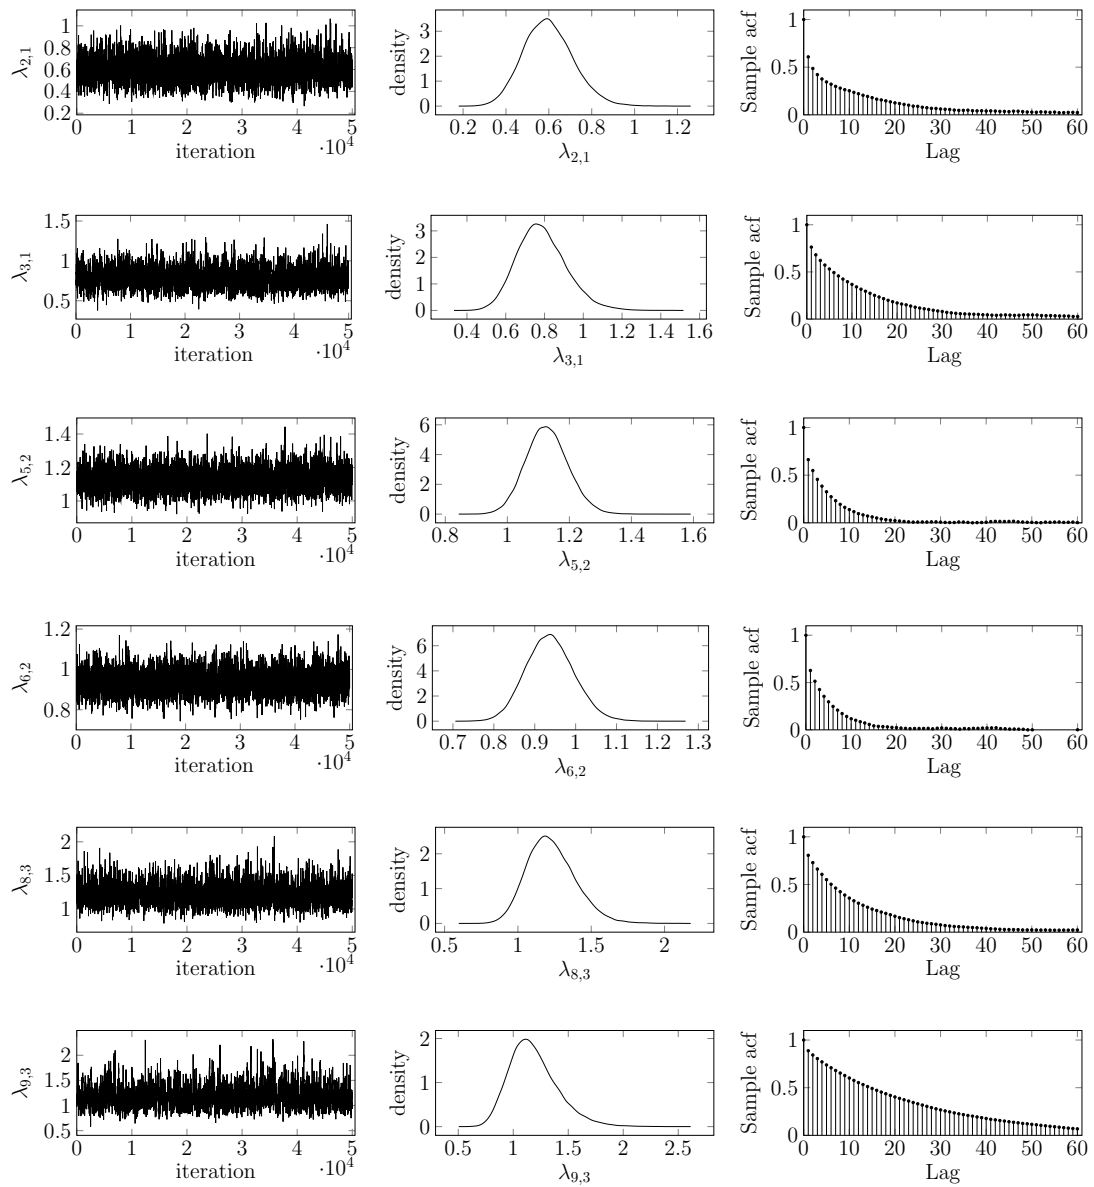 λ2,1
1
0.8
0.6
0.4
0.2
0 1 2 3 4 5
·10^4
iteration
density
3
2
1
0
0.2 0.4 0.6 0.8 1 1.2
λ2,1
Sample acf
1
0.5
0
0 10 20 30 40 50 60
Lag
λ3,1
1.5
1
0.5
0 1 2 3 4 5
·10^4
iteration
density
3
2
1
0
0.4 0.6 0.8 1 1.2 1.4 1.6
λ3,1
Sample acf
1
0.5
0
0 10 20 30 40 50 60
Lag
λ5,2
1.4
1.2
1
0 1 2 3 4 5
·10^4
iteration
density
6
4
2
0
0.8 1 1.2 1.4 1.6
λ5,2
Sample acf
1
0.5
0
0 10 20 30 40 50 60
Lag
λ6,2
1.2
1
0.8
0 1 2 3 4 5
·10^4
iteration
density
6
4
2
0
0.7 0.8 0.9 1 1.1 1.2 1.3
λ6,2
Sample acf
1
0.5
0
0 10 20 30 40 50 60
Lag
λ8,3
2
1.5
1
0 1 2 3 4 5
·10^4
iteration
density
2
1
0
0.5 1 1.5 2
λ8,3
Sample acf
1
0.5
0
0 10 20 30 40 50 60
Lag
λ9,3
2
1.5
1
0.5
0 1 2 3 4 5
·10^4
iteration
density
2
1
0
0.5 1 1.5 2 2.5
λ9,3
Sample acf
1
0.5
0
0 10 20 30 40 50 60
Lag